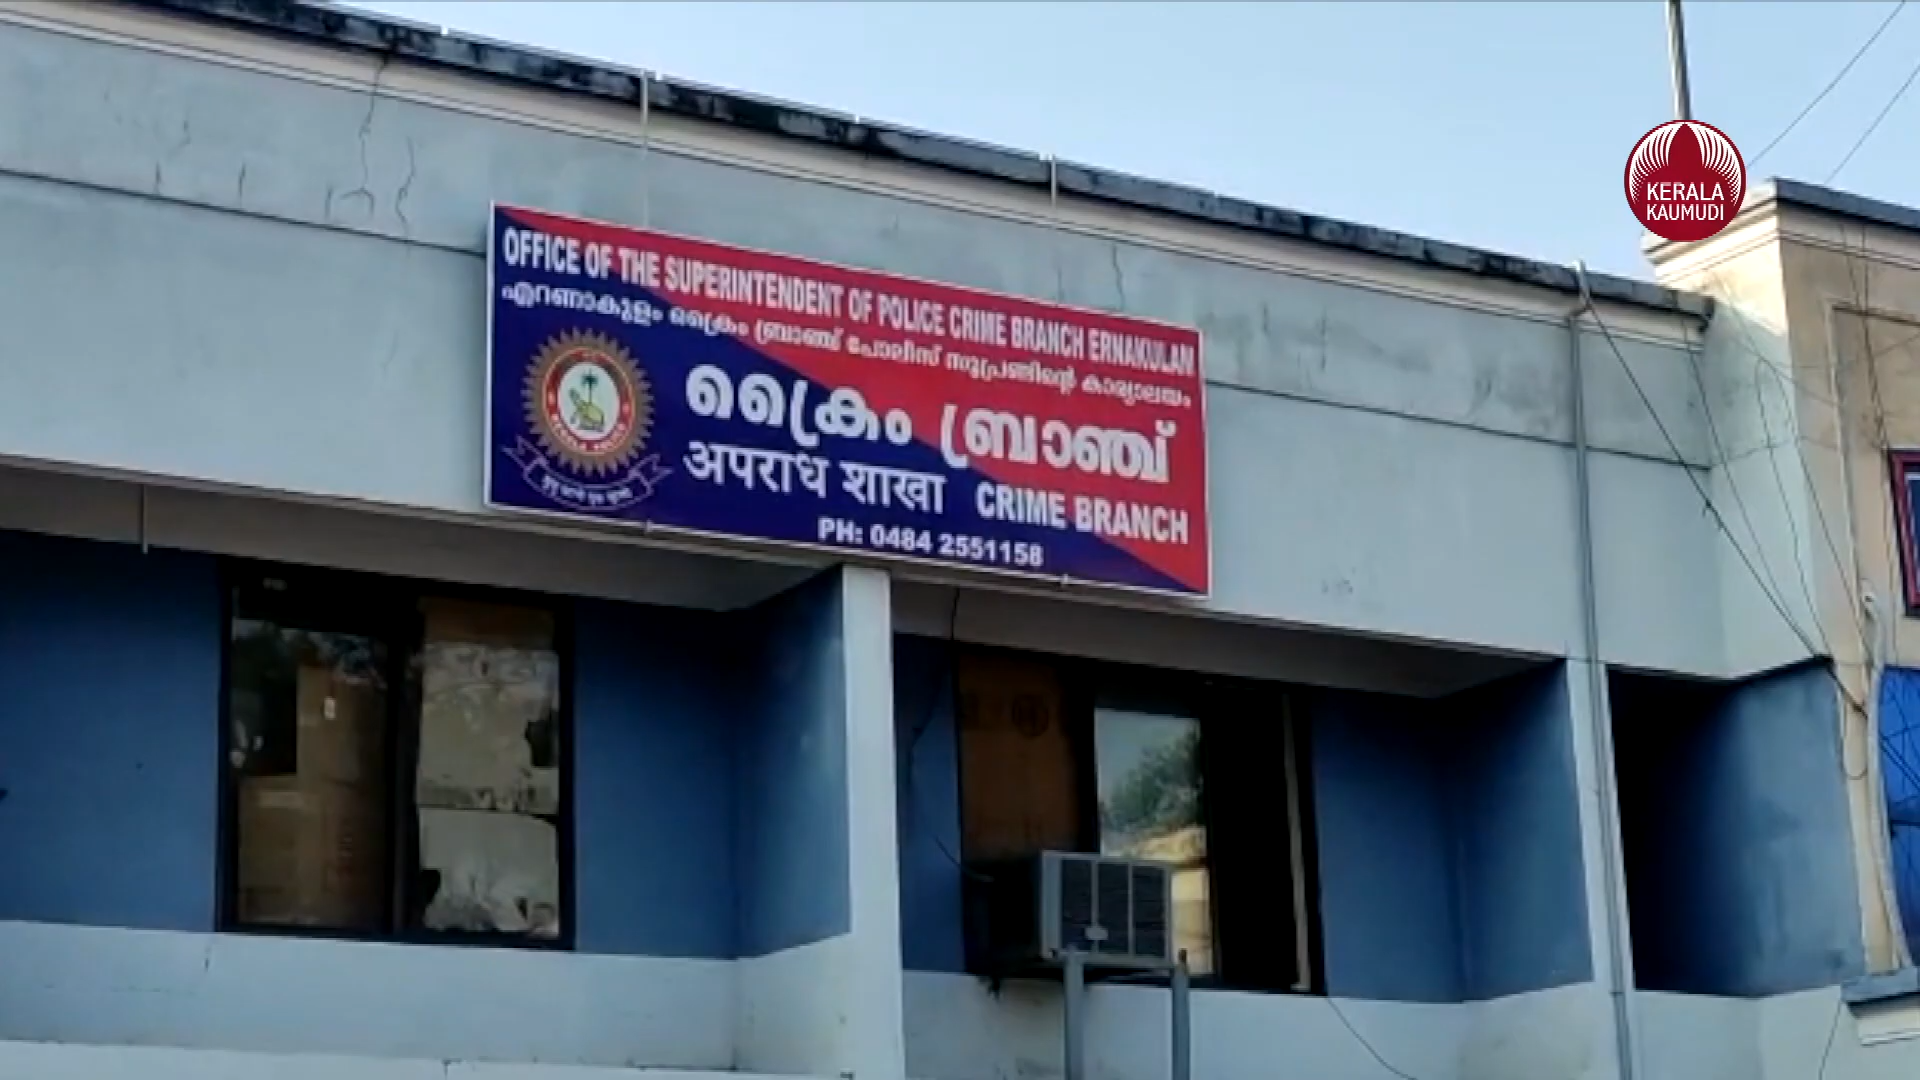 OFFICE OF THE SUPERINTENDENT OF POLICE CRIME BRANCH ERNAKULAM
എറണാകുളം ക്രൈം ബ്രാഞ്ച് പോലീസ് സൂപ്രണ്ടിന്റെ കാര്യാലയം
ക്രൈം ബ്രാഞ്ച്
अपराध शाखा CRIME BRANCH
PH: 0484 2551158
KERALA
KAUMUDI